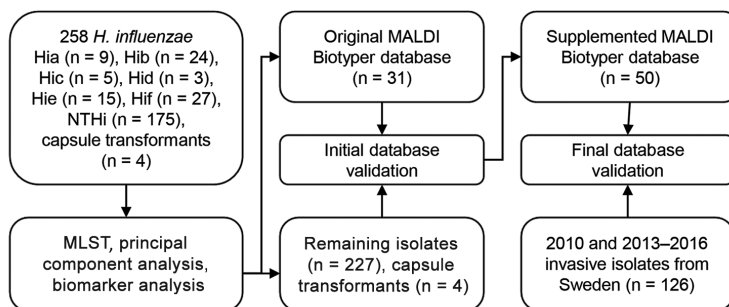 258 H. influenzae
Hia (n = 9), Hib (n = 24),
Hic (n = 5), Hid (n = 3),
Hie (n = 15), Hif (n = 27),
NTHi (n = 175),
capsule transformants
(n = 4)
MLST, principal
component analysis,
biomarker analysis
Original MALDI
Biotyper database
(n = 31)
Initial database
validation
Remaining isolates
(n = 227), capsule
transformants (n = 4)
Supplemented MALDI
Biotyper database
(n = 50)
Final database
validation
2010 and 2013–2016
invasive isolates from
Sweden (n = 126)